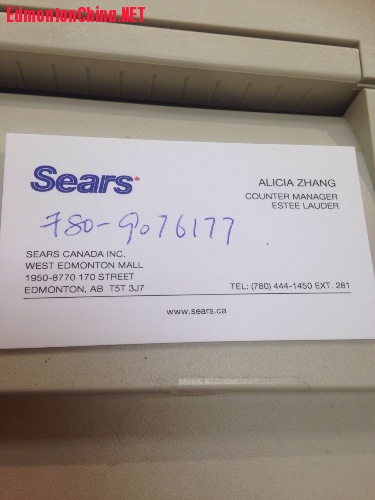 EdmontonChina.NET
Sears
ALICIA ZHANG
COUNTER MANAGER
ESTEE LAUDER
780-9076177
SEARS CANADA INC.
WEST EDMONTON MALL
1950-8770 170 STREET
EDMONTON, AB T5T 3J7
TEL: (780) 444-1450 EXT. 281
www.sears.ca